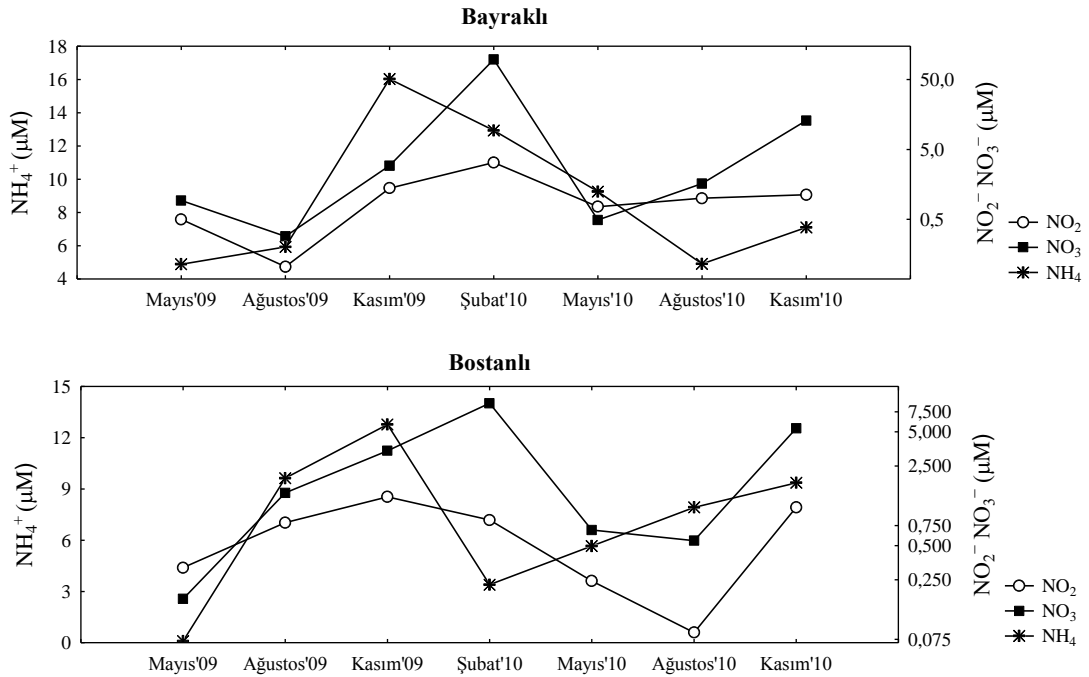 Bayraklı
18
16
14
12
10
8
6
4
NH₄⁺ (μM)
50,0
5,0
0,5
NO₂⁻ NO₃⁻ (μM)
NO₂
NO₃
NH₄
Mayıs'09 Ağustos'09 Kasım'09 Şubat'10 Mayıs'10 Ağustos'10 Kasım'10
Bostanlı
15
12
9
6
3
0
NH₄⁺ (μM)
7,500
5,000
2,500
0,750
0,500
0,250
0,075
NO₂⁻ NO₃⁻ (μM)
NO₂
NO₃
NH₄
Mayıs'09 Ağustos'09 Kasım'09 Şubat'10 Mayıs'10 Ağustos'10 Kasım'10